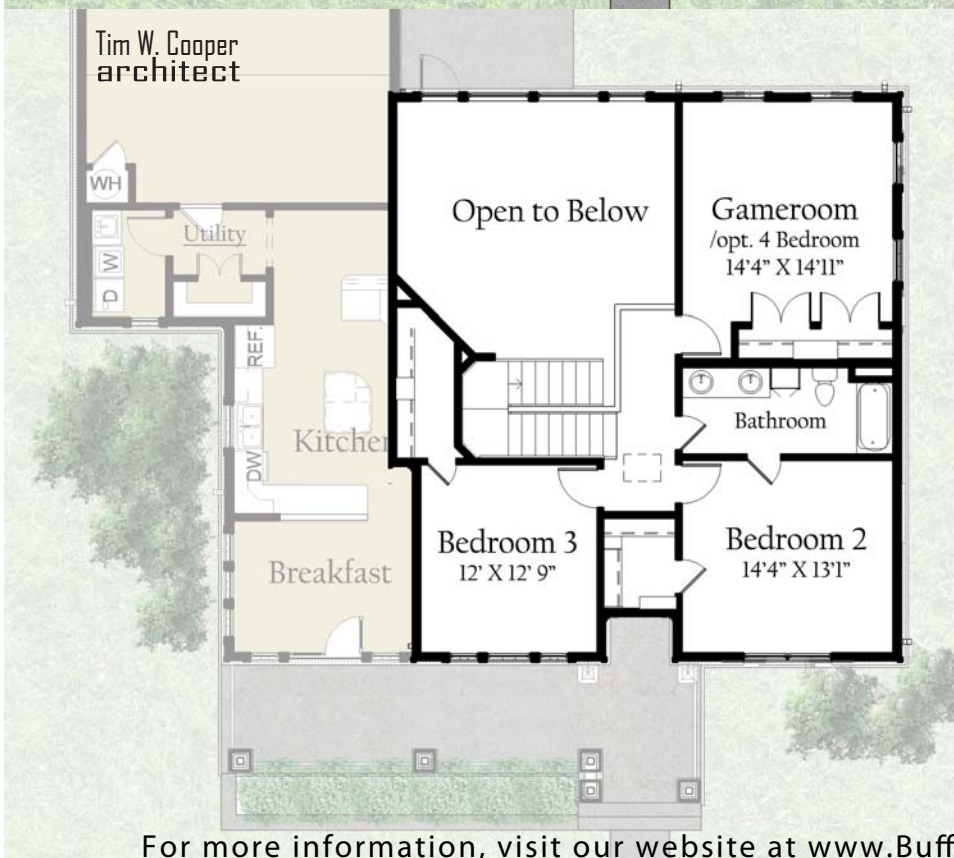 Tim W. Cooper
architect
WH
Utility
W
D
Open to Below
Gameroom
/opt. 4 Bedroom
14'4" X 14'11"
REF.
Kitchen
DW
Bathroom
Breakfast
Bedroom 3
12' X 12' 9"
Bedroom 2
14'4" X 13'1"
For more information, visit our website at www.Buff